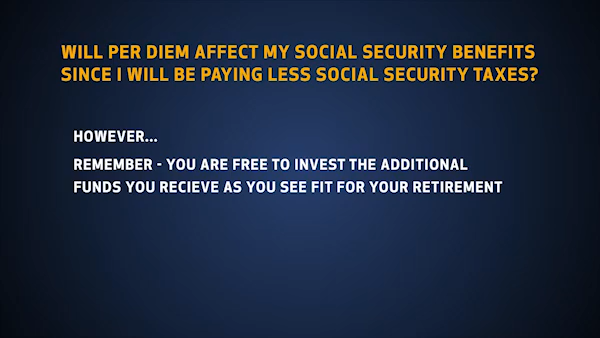 WILL PER DIEM AFFECT MY SOCIAL SECURITY BENEFITS
SINCE I WILL BE PAYING LESS SOCIAL SECURITY TAXES?
HOWEVER...
REMEMBER - YOU ARE FREE TO INVEST THE ADDITIONAL
FUNDS YOU RECIEVE AS YOU SEE FIT FOR YOUR RETIREMENT